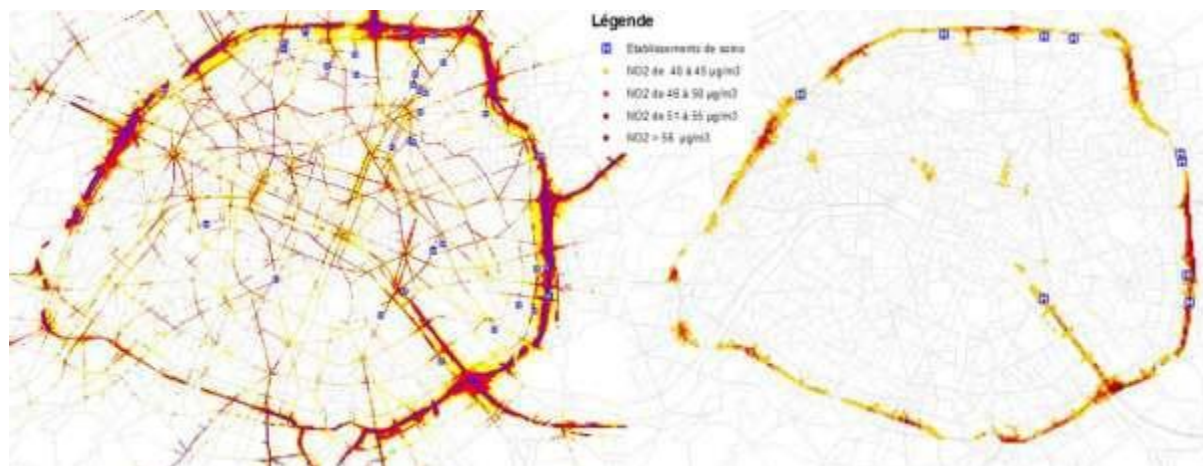 Légende
Etablissements de soins
NO2 de 40 à 45 µg/m3
NO2 de 46 à 50 µg/m3
NO2 de 51 à 55 µg/m3
NO2 > 56 µg/m3